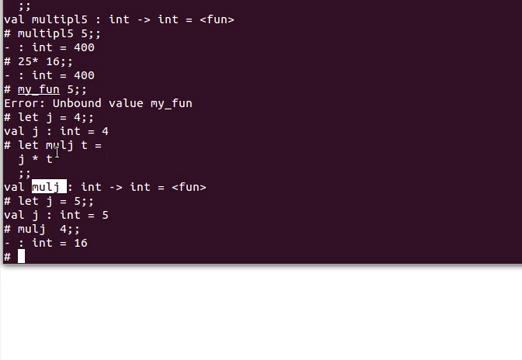 ;;
val multipl5 : int -> int = <fun>
# multipl5 5;;
- : int = 400
# 25* 16;;
- : int = 400
# my_fun 5;;
Error: Unbound value my_fun
# let j = 4;;
val j : int = 4
# let mulj t =
j * t
;;
val mulj : int -> int = <fun>
# let j = 5;;
val j : int = 5
# mulj  4;;
- : int = 16
#